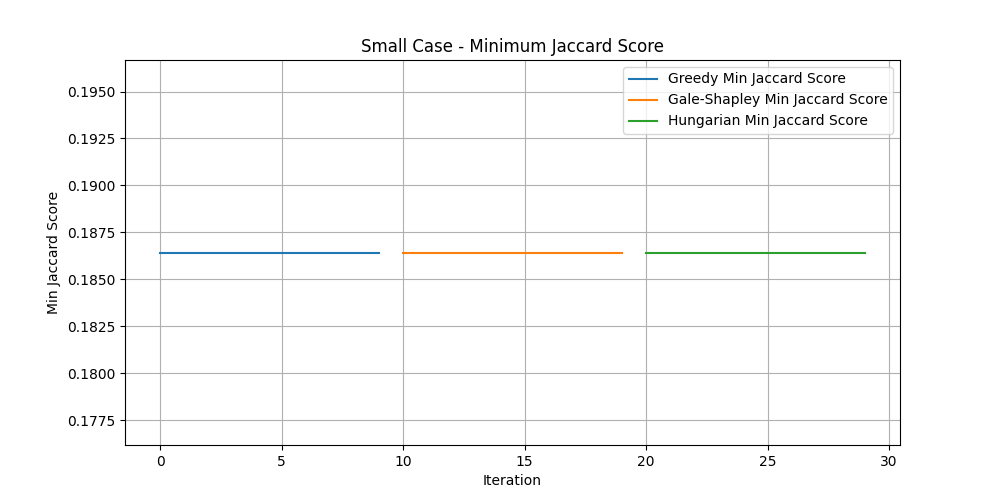 Small Case - Minimum Jaccard Score
Greedy Min Jaccard Score
Gale-Shapley Min Jaccard Score
Hungarian Min Jaccard Score
Min Jaccard Score
0.1950
0.1925
0.1900
0.1875
0.1850
0.1825
0.1800
0.1775
0 5 10 15 20 25 30
Iteration